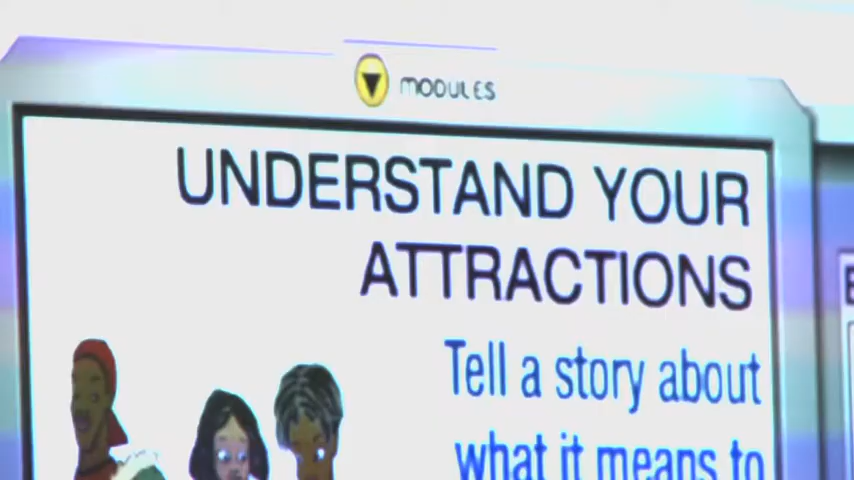 MODULES
UNDERSTAND YOUR
ATTRACTIONS
Tell a story about
what it means to